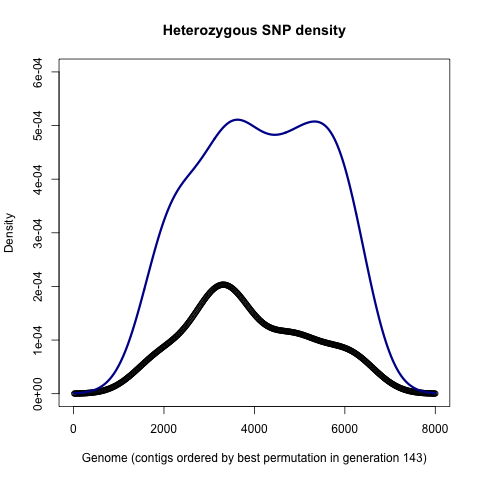 Heterozygous SNP density
Density
6e-04
5e-04
4e-04
3e-04
2e-04
1e-04
0e+00
0 2000 4000 6000 8000
Genome (contigs ordered by best permutation in generation 143)